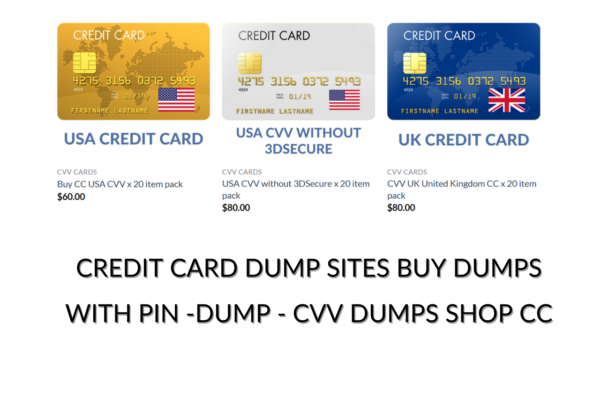 CREDIT CARD
4275 3156 0372 5493
01/19
FIRSTNAME LASTNAME
USA CREDIT CARD
CVV CARDS
Buy CC USA CVV x 20 item pack
$60.00
CREDIT CARD
4275 3156 0372 5493
01/19
FIRSTNAME LASTNAME
USA CVV WITHOUT
3DSECURE
CVV CARDS
USA CVV without 3DSecure x 20 item
pack
$80.00
CREDIT CARD
4275 3156 0372 5493
01/19
FIRSTNAME LASTNAME
UK CREDIT CARD
CVV CARDS
CVV UK United Kingdom CC x 20 item
pack
$80.00
CREDIT CARD DUMP SITES BUY DUMPS
WITH PIN -DUMP - CVV DUMPS SHOP CC